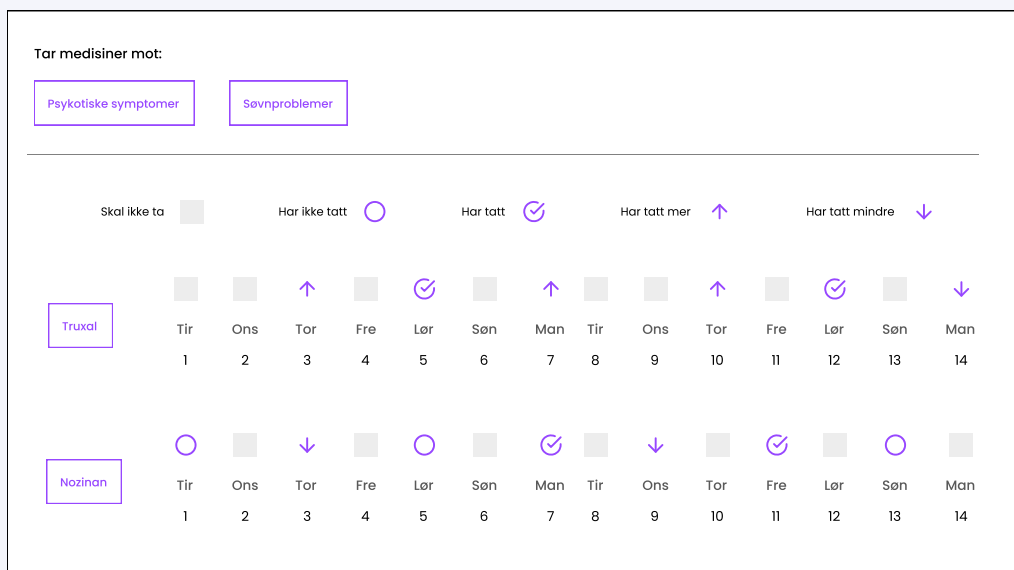 Tar medisiner mot:
Psykotiske symptomer Søvnproblemer
Skal ikke ta Har ikke tatt Har tatt Har tatt mer Har tatt mindre
Truxal
Tir Ons Tor Fre Lør Søn Man Tir Ons Tor Fre Lør Søn Man
1 2 3 4 5 6 7 8 9 10 11 12 13 14
Nozinan
Tir Ons Tor Fre Lør Søn Man Tir Ons Tor Fre Lør Søn Man
1 2 3 4 5 6 7 8 9 10 11 12 13 14